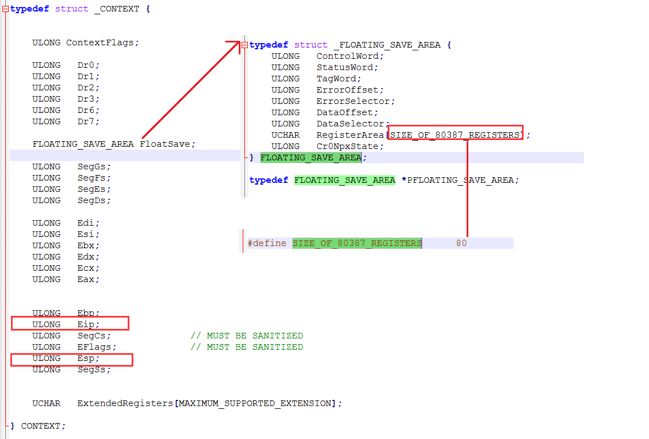 typedef struct _CONTEXT {
ULONG ContextFlags;
ULONG Dr0;
ULONG Dr1;
ULONG Dr2;
ULONG Dr3;
ULONG Dr6;
ULONG Dr7;
FLOATING_SAVE_AREA FloatSave;
ULONG SegGs;
ULONG SegFs;
ULONG SegEs;
ULONG SegDs;
ULONG Edi;
ULONG Esi;
ULONG Ebx;
ULONG Edx;
ULONG Ecx;
ULONG Eax;
ULONG Ebp;
ULONG Eip;
ULONG SegCs; // MUST BE SANITIZED
ULONG EFlags; // MUST BE SANITIZED
ULONG Esp;
ULONG SegSs;
UCHAR ExtendedRegisters[MAXIMUM_SUPPORTED_EXTENSION];
} CONTEXT;
typedef struct _FLOATING_SAVE_AREA {
ULONG ControlWord;
ULONG StatusWord;
ULONG TagWord;
ULONG ErrorOffset;
ULONG ErrorSelector;
ULONG DataOffset;
ULONG DataSelector;
UCHAR RegisterArea[SIZE_OF_80387_REGISTERS];
ULONG Cr0NpxState;
} FLOATING_SAVE_AREA;
typedef FLOATING_SAVE_AREA *PFLOATING_SAVE_AREA;
#define SIZE_OF_80387_REGISTERS 80